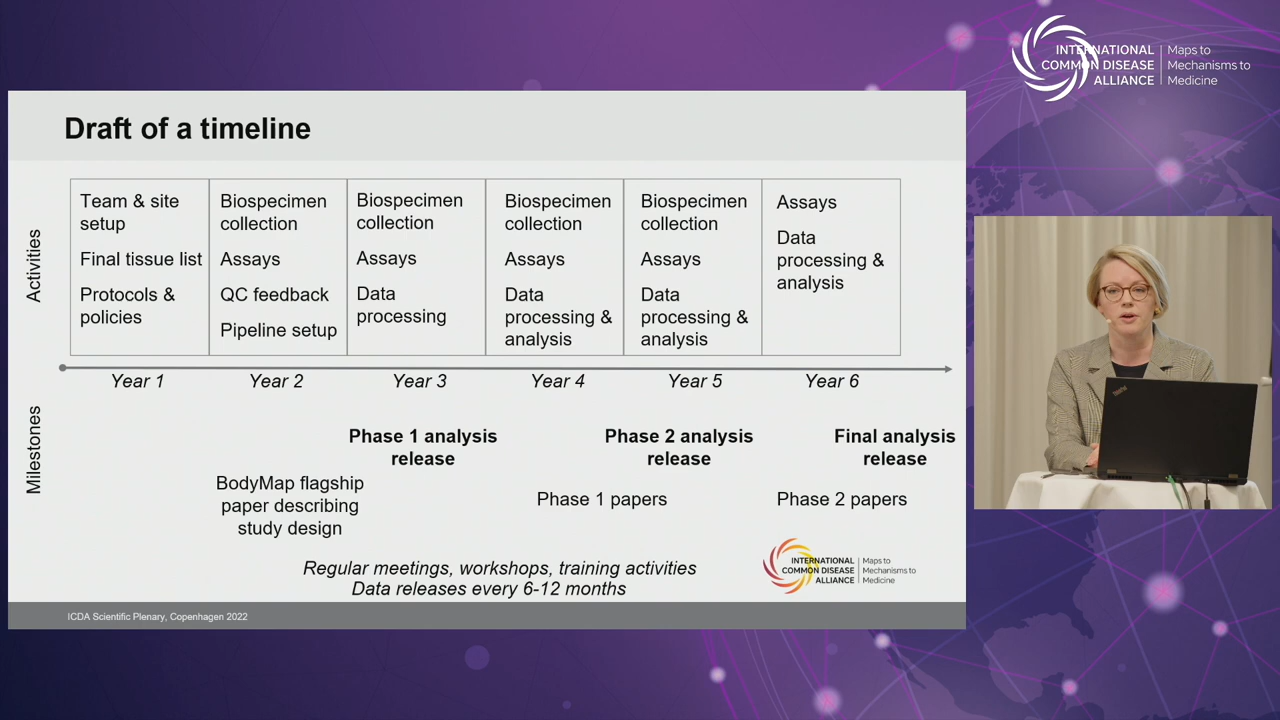 INTERNATIONAL
COMMON DISEASE
ALLIANCE
Maps to
Mechanisms to
Medicine
Draft of a timeline
Activities
Team & site
setup
Final tissue list
Protocols &
policies
Biospecimen
collection
Assays
QC feedback
Pipeline setup
Biospecimen
collection
Assays
Data
processing
Biospecimen
collection
Assays
Data
processing &
analysis
Biospecimen
collection
Assays
Data
processing &
analysis
Assays
Data
processing &
analysis
Year 1
Year 2
Year 3
Year 4
Year 5
Year 6
Milestones
Phase 1 analysis
release
Phase 2 analysis
release
Final analysis
release
BodyMap flagship
paper describing
study design
Phase 1 papers
Phase 2 papers
Regular meetings, workshops, training activities
Data releases every 6-12 months
INTERNATIONAL
COMMON DISEASE
ALLIANCE
Maps to
Mechanisms to
Medicine
ICDA Scientific Plenary, Copenhagen 2022
ThinkPad